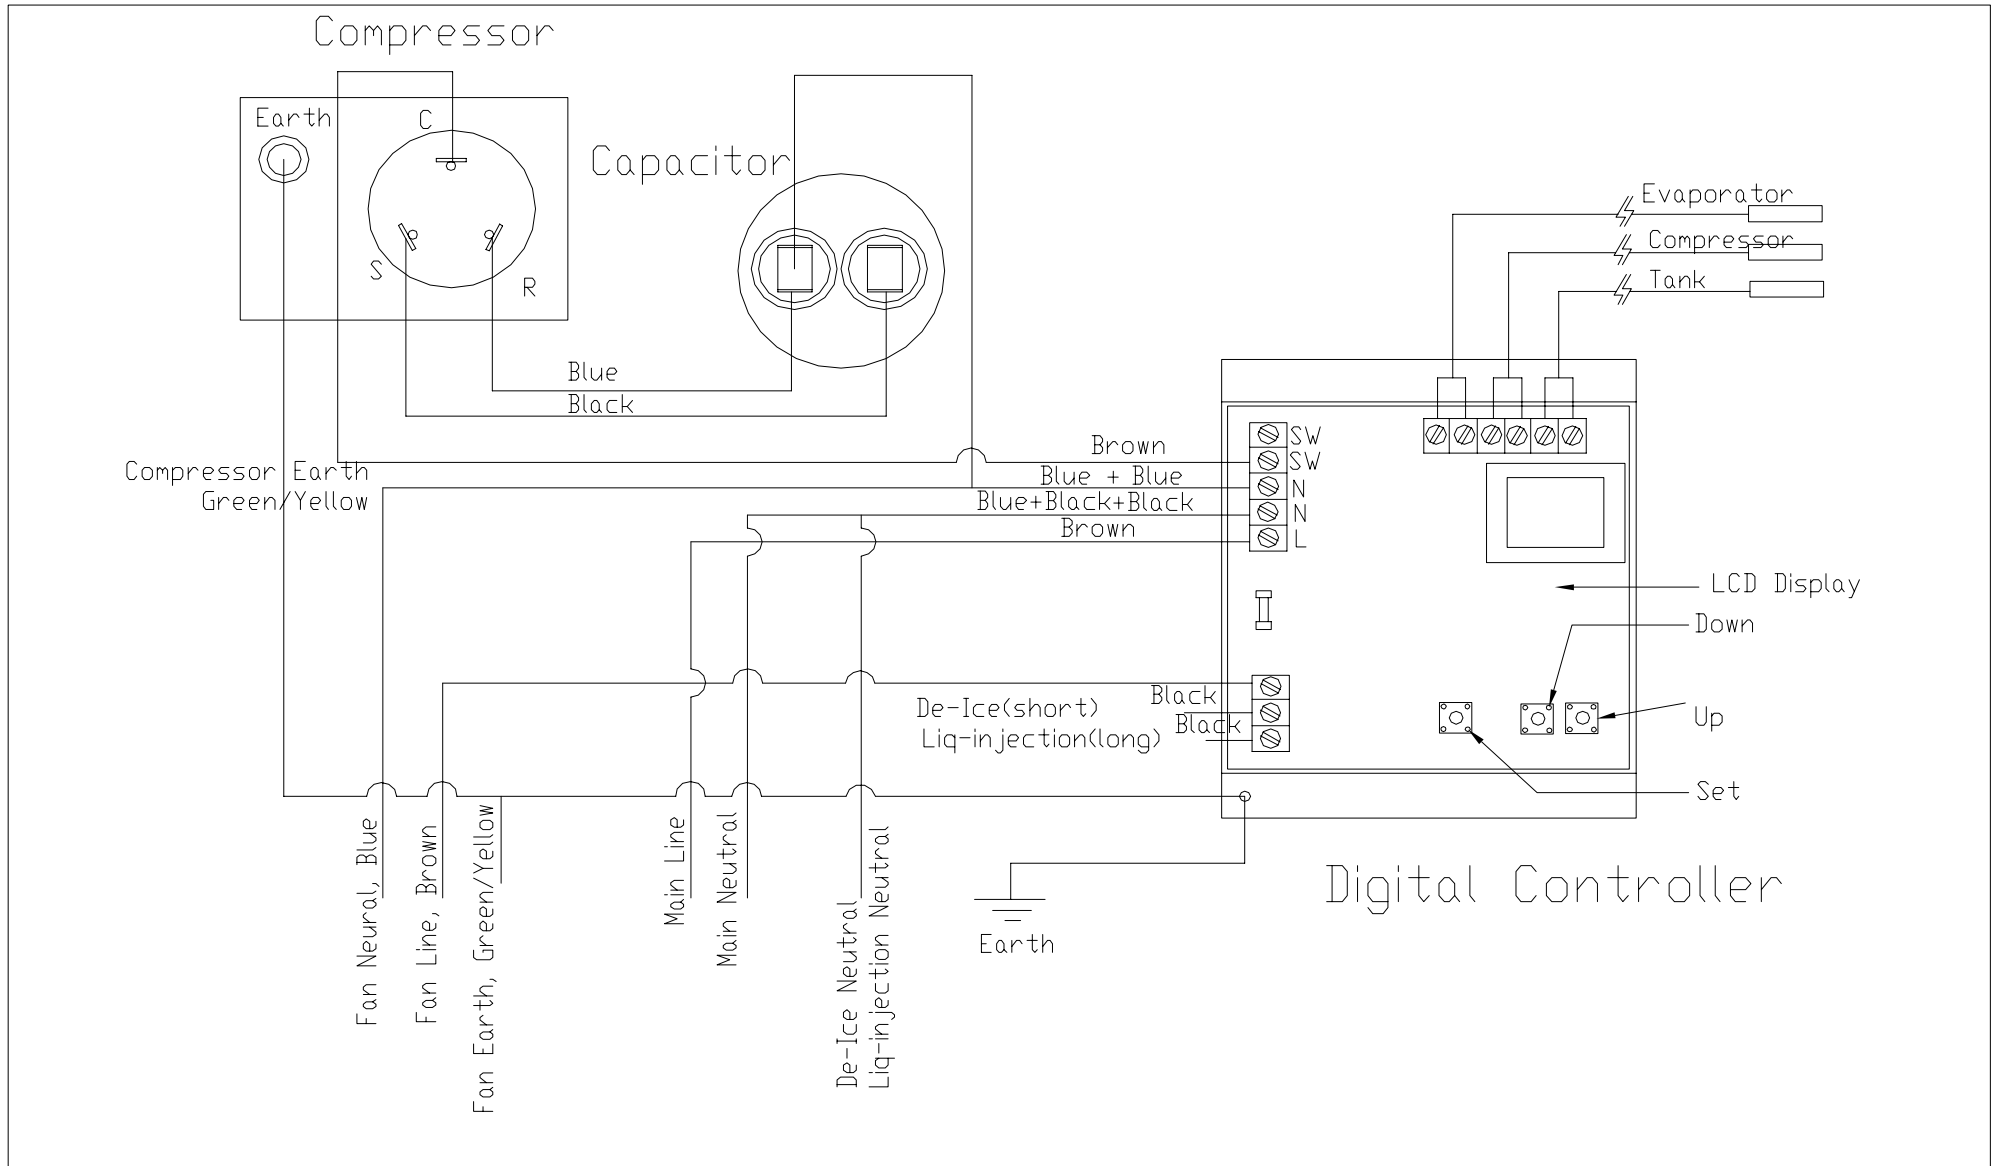 Compressor
Earth
C
S
R
Capacitor
Evaporator
Compressor
Tank
Blue
Black
Brown
SW
SW
Compressor Earth
Green/Yellow
Blue + Blue
N
Blue+Black+Black
N
Brown
L
LCD Display
Down
Black
De-Ice(short)
Black
Liq-injection(long)
Up
Set
Fan Neural, Blue
Fan Line, Brown
Fan Earth, Green/Yellow
Main Line
Main Neutral
De-Ice Neutral
Liq-injection Neutral
Earth
Digital Controller